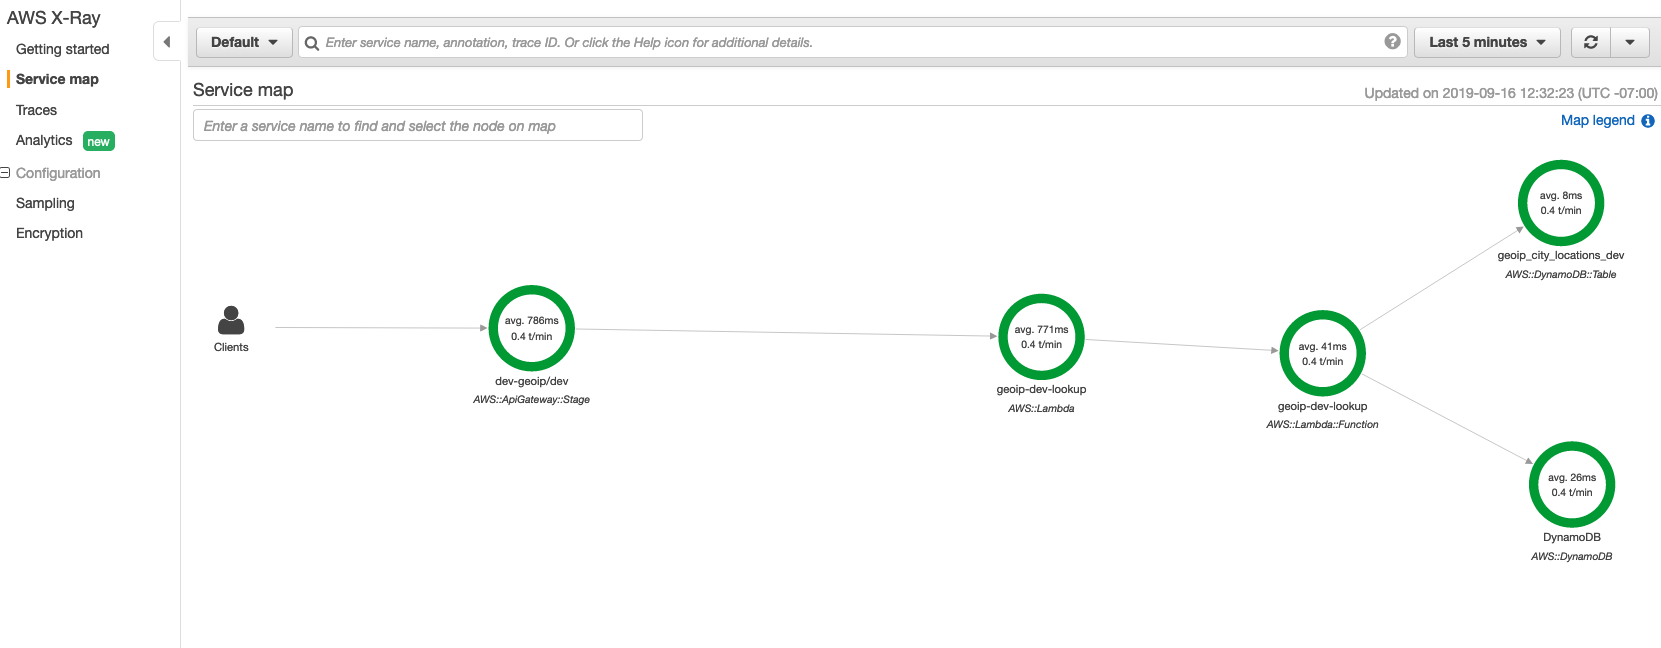 AWS X-Ray
Getting started
Service map
Traces
Analytics new
Configuration
Sampling
Encryption
Default
Enter service name, annotation, trace ID. Or click the Help icon for additional details.
?
Last 5 minutes
Service map
Updated on 2019-09-16 12:32:23 (UTC -07:00)
Enter a service name to find and select the node on map
Map legend i
Clients
avg. 786ms
0.4 t/min
dev-geoip/dev
AWS::ApiGateway::Stage
avg. 771ms
0.4 t/min
geoip-dev-lookup
AWS::Lambda
avg. 41ms
0.4 t/min
geoip-dev-lookup
AWS::Lambda::Function
avg. 8ms
0.4 t/min
geoip_city_locations_dev
AWS::DynamoDB::Table
avg. 26ms
0.4 t/min
DynamoDB
AWS::DynamoDB